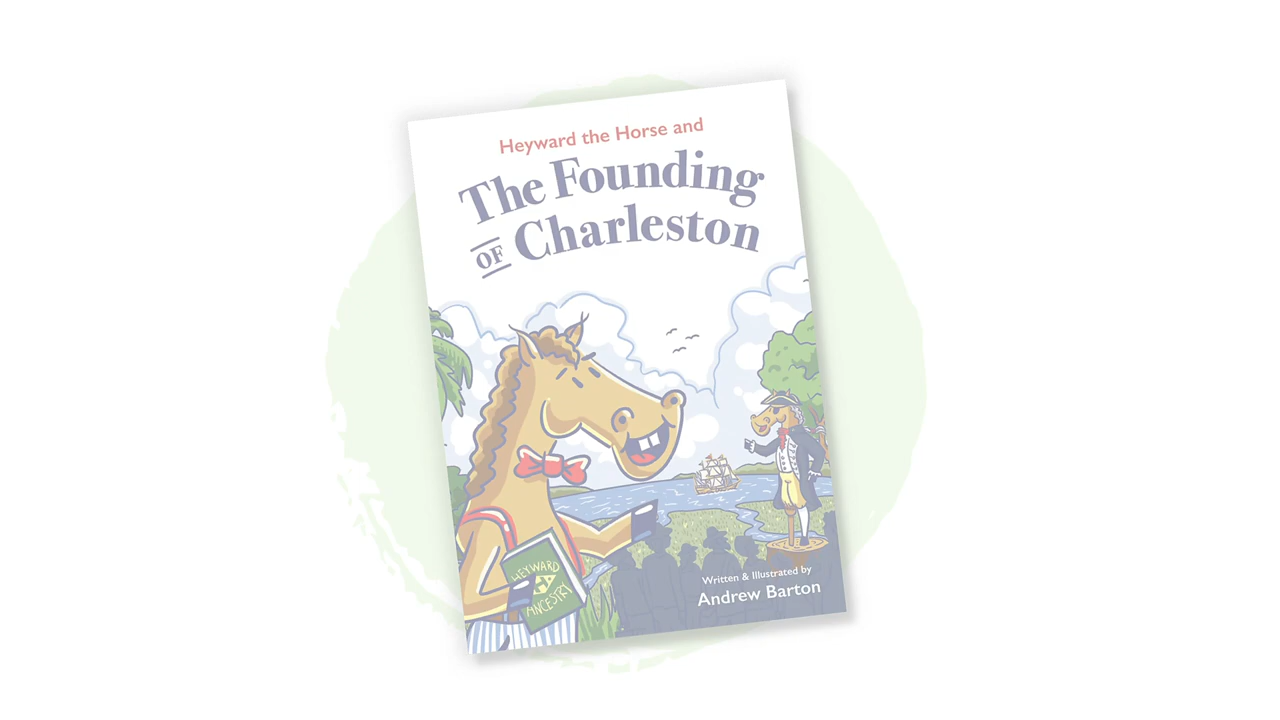 Heyward the Horse and
The Founding
OF Charleston
HEYWARD
ANCESTRY
Written & Illustrated by
Andrew Barton